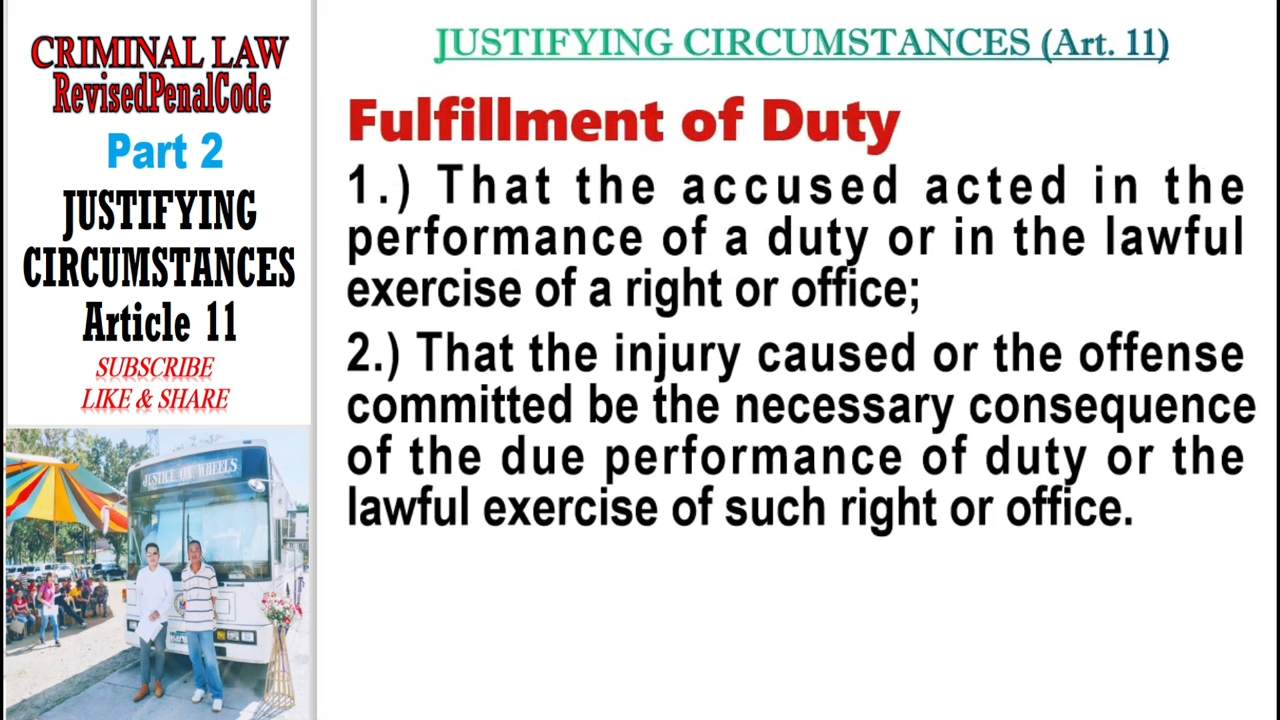 CRIMINAL LAW
RevisedPenalCode
Part 2
JUSTIFYING
CIRCUMSTANCES
Article 11
SUBSCRIBE
LIKE & SHARE
JUSTICE ON WHEELS
JUSTIFYING CIRCUMSTANCES (Art. 11)
Fulfillment of Duty
1.) That the accused acted in the
performance of a duty or in the lawful
exercise of a right or office;
2.) That the injury caused or the offense
committed be the necessary consequence
of the due performance of duty or the
lawful exercise of such right or office.